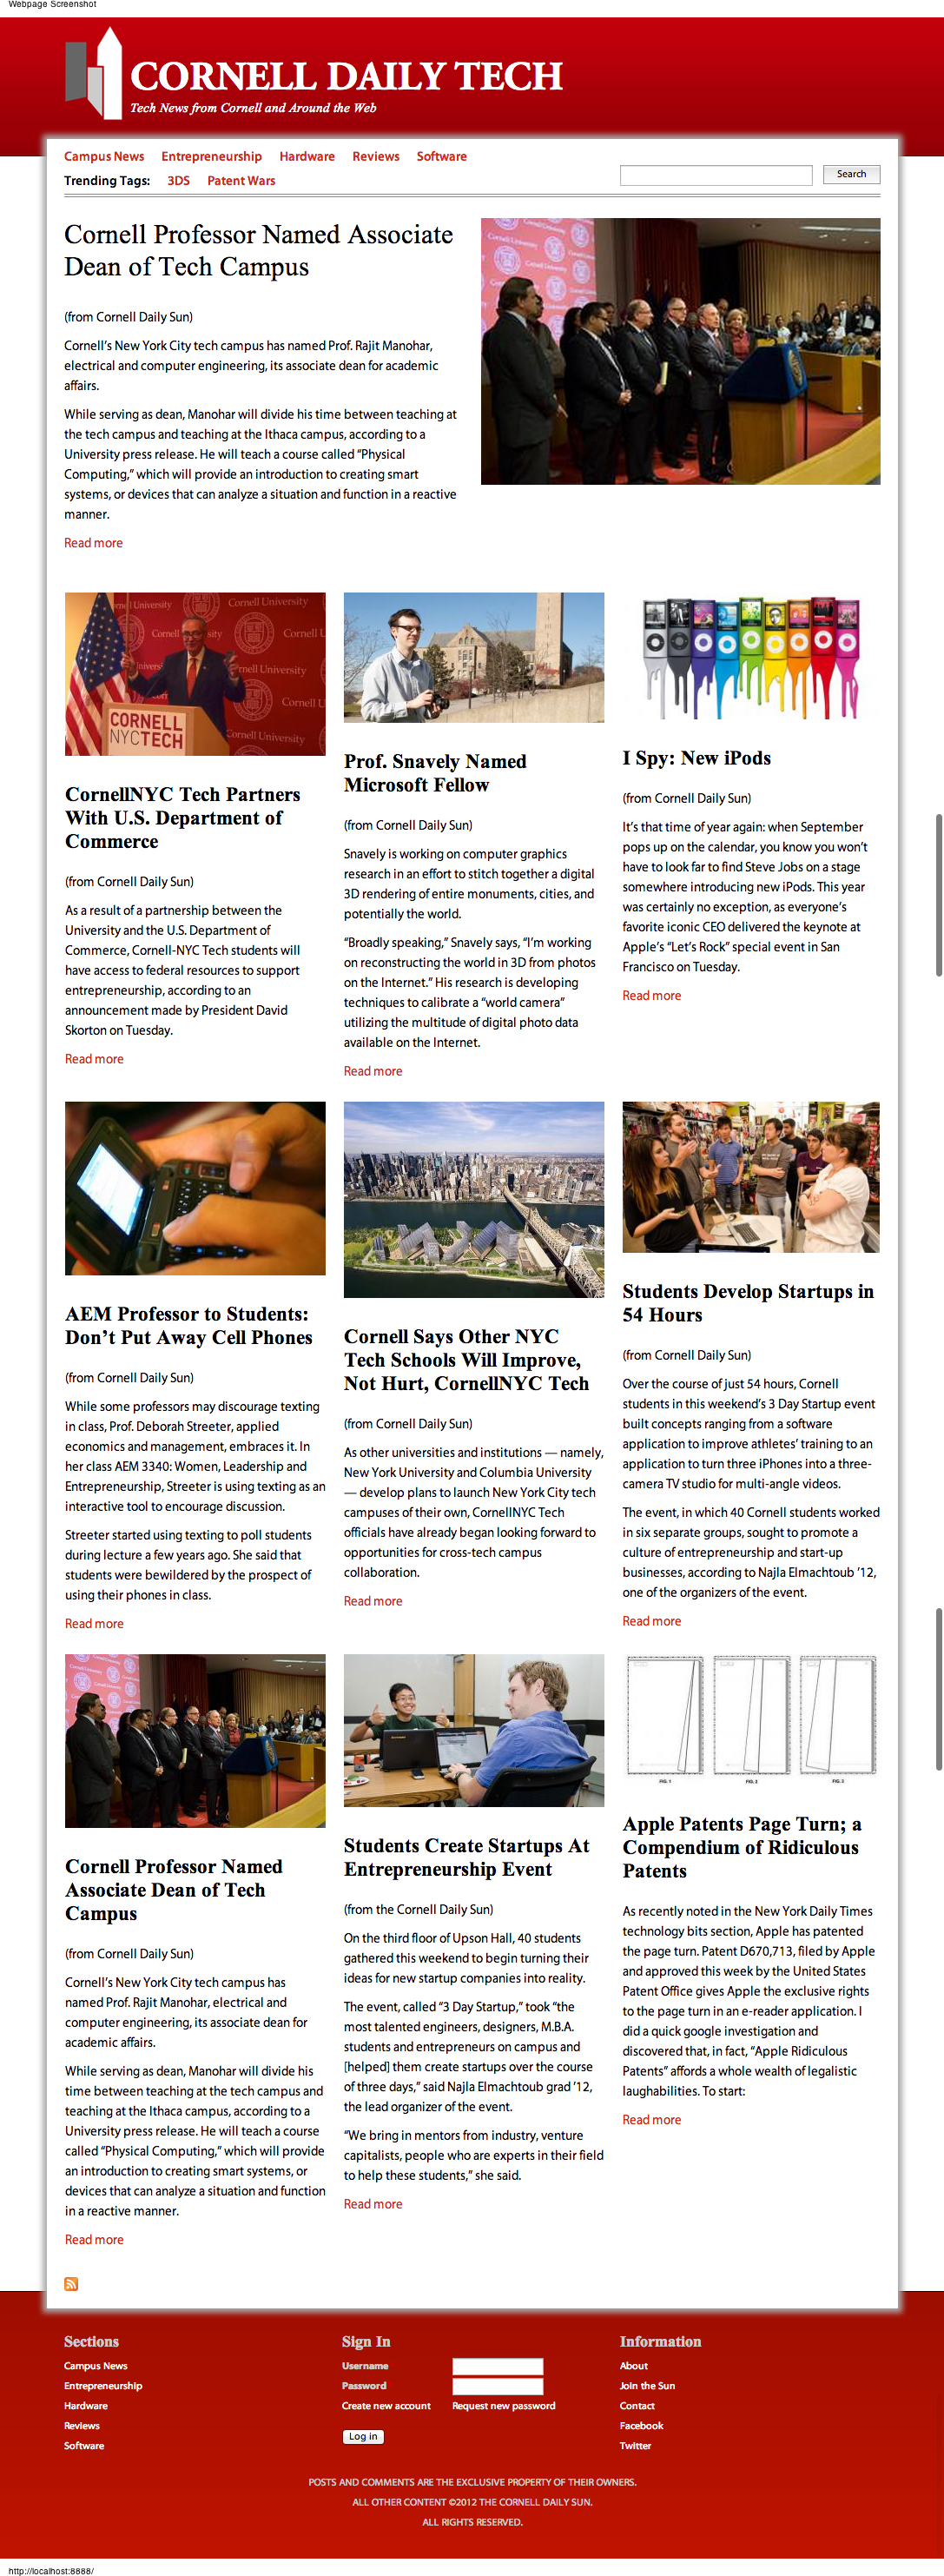 Webpage Screenshot
CORNELL DAILY TECH
Tech News from Cornell and Around the Web
Campus News Entrepreneurship Hardware Reviews Software
Trending Tags: 3DS Patent Wars
Search
Cornell Professor Named Associate
Dean of Tech Campus
(from Cornell Daily Sun)
Cornell's New York City tech campus has named Prof. Rajit Manohar,
electrical and computer engineering, its associate dean for academic
affairs.
While serving as dean, Manohar will divide his time between teaching at
the tech campus and teaching at the Ithaca campus, according to a
University press release. He will teach a course called “Physical
Computing,” which will provide an introduction to creating smart
systems, or devices that can analyze a situation and function in a reactive
manner.
Read more
Cornell University
CORNELL
NYCTECH
CornellNYC Tech Partners
With U.S. Department of
Commerce
(from Cornell Daily Sun)
As a result of a partnership between the
University and the U.S. Department of
Commerce, Cornell-NYC Tech students will
have access to federal resources to support
entrepreneurship, according to an
announcement made by President David
Skorton on Tuesday.
Read more
Prof. Snavely Named
Microsoft Fellow
(from Cornell Daily Sun)
Snavely is working on computer graphics
research in an effort to stitch together a digital
3D rendering of entire monuments, cities, and
potentially the world.
“Broadly speaking,” Snavely says, “I'm working
on reconstructing the world in 3D from photos
on the Internet.” His research is developing
techniques to calibrate a “world camera”
utilizing the multitude of digital photo data
available on the Internet.
Read more
I Spy: New iPods
(from Cornell Daily Sun)
It's that time of year again: when September
pops up on the calendar, you know you won't
have to look far to find Steve Jobs on a stage
somewhere introducing new iPods. This year
was certainly no exception, as everyone's
favorite iconic CEO delivered the keynote at
Apple's “Let's Rock” special event in San
Francisco on Tuesday.
Read more
AEM Professor to Students:
Don't Put Away Cell Phones
(from Cornell Daily Sun)
While some professors may discourage texting
in class, Prof. Deborah Streeter, applied
economics and management, embraces it. In
her class AEM 3340: Women, Leadership and
Entrepreneurship, Streeter is using texting as an
interactive tool to encourage discussion.
Streeter started using texting to poll students
during lecture a few years ago. She said that
students were bewildered by the prospect of
using their phones in class.
Read more
Cornell Says Other NYC
Tech Schools Will Improve,
Not Hurt, CornellNYC Tech
(from Cornell Daily Sun)
As other universities and institutions — namely,
New York University and Columbia University
— develop plans to launch New York City tech
campuses of their own, CornellNYC Tech
officials have already began looking forward to
opportunities for cross-tech campus
collaboration.
Read more
Students Develop Startups in
54 Hours
(from Cornell Daily Sun)
Over the course of just 54 hours, Cornell
students in this weekend's 3 Day Startup event
built concepts ranging from a software
application to improve athletes' training to an
application to turn three iPhones into a three-
camera TV studio for multi-angle videos.
The event, in which 40 Cornell students worked
in six separate groups, sought to promote a
culture of entrepreneurship and start-up
businesses, according to Najla Elmachtoub '12,
one of the organizers of the event.
Read more
Cornell Professor Named
Associate Dean of Tech
Campus
(from Cornell Daily Sun)
Cornell's New York City tech campus has
named Prof. Rajit Manohar, electrical and
computer engineering, its associate dean for
academic affairs.
While serving as dean, Manohar will divide his
time between teaching at the tech campus and
teaching at the Ithaca campus, according to a
University press release. He will teach a course
called “Physical Computing,” which will provide
an introduction to creating smart systems, or
devices that can analyze a situation and function
in a reactive manner.
Read more
Students Create Startups At
Entrepreneurship Event
(from the Cornell Daily Sun)
On the third floor of Upson Hall, 40 students
gathered this weekend to begin turning their
ideas for new startup companies into reality.
The event, called “3 Day Startup,” took “the
most talented engineers, designers, M.B.A.
students and entrepreneurs on campus and
[helped] them create startups over the course
of three days,” said Najla Elmachtoub grad '12,
the lead organizer of the event.
“We bring in mentors from industry, venture
capitalists, people who are experts in their field
to help these students,” she said.
Read more
FIG. 1 FIG. 2 FIG. 3
Apple Patents Page Turn; a
Compendium of Ridiculous
Patents
As recently noted in the New York Daily Times
technology bits section, Apple has patented
the page turn. Patent D670,713, filed by Apple
and approved this week by the United States
Patent Office gives Apple the exclusive rights
to the page turn in an e-reader application. I
did a quick google investigation and
discovered that, in fact, “Apple Ridiculous
Patents” affords a whole wealth of legalistic
laughabilities. To start:
Read more
Sections
Campus News
Entrepreneurship
Hardware
Reviews
Software
Sign In
Username
Password
Create new account Request new password
Log in
Information
About
Join the Sun
Contact
Facebook
Twitter
POSTS AND COMMENTS ARE THE EXCLUSIVE PROPERTY OF THEIR OWNERS.
ALL OTHER CONTENT ©2012 THE CORNELL DAILY SUN.
ALL RIGHTS RESERVED.
http://localhost:8888/